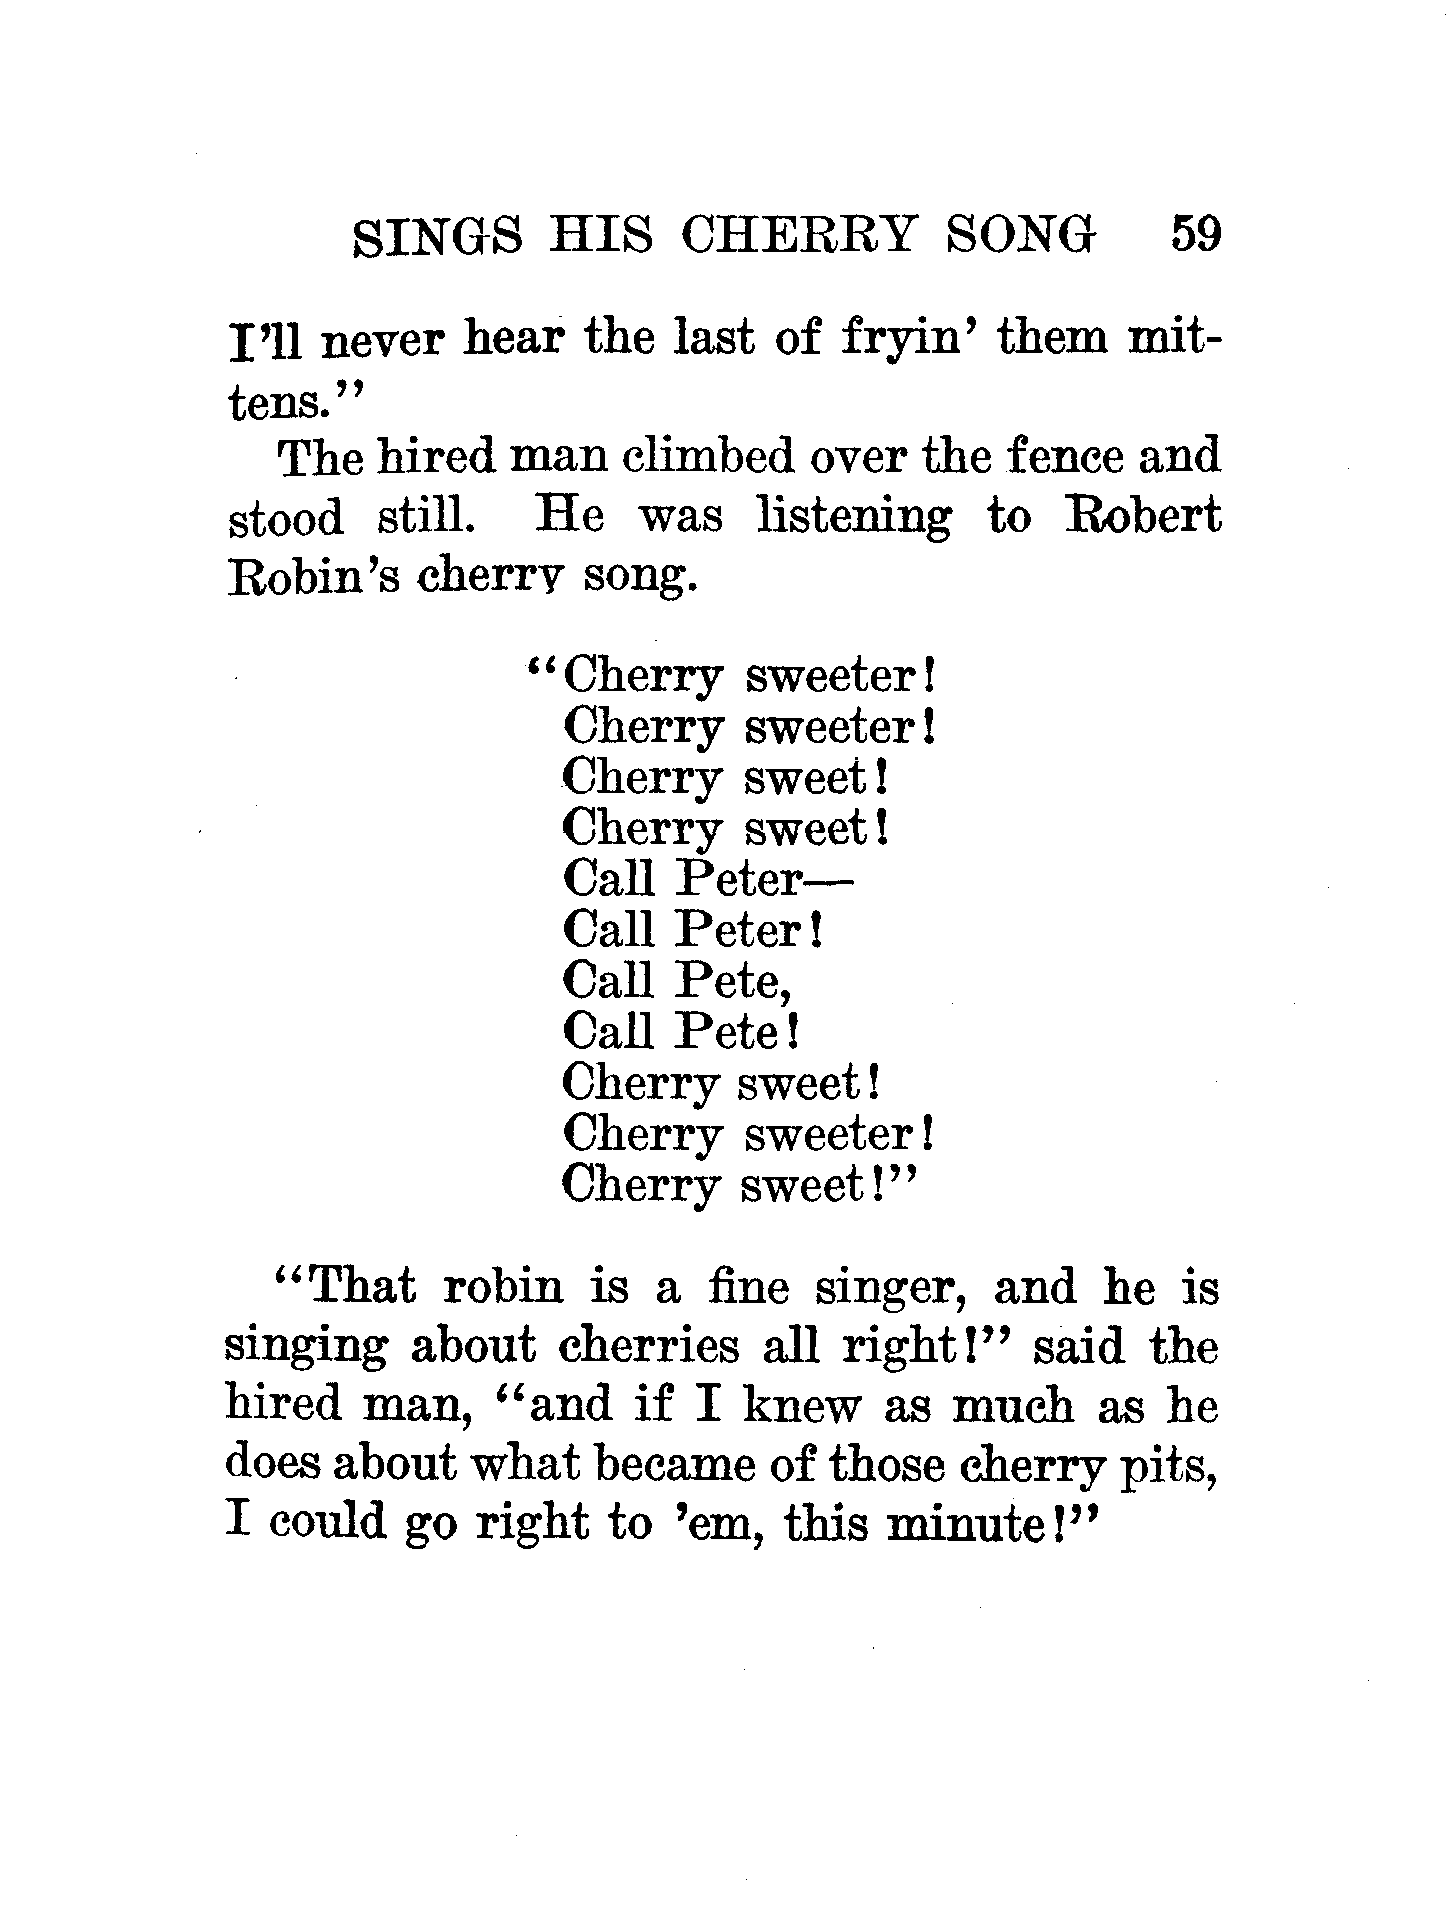 SINGS HIS CHERRY SONG 59
I'll never hear the last of fryin' them mit-
tens."
The hired man climbed over the fence and
stood still. He was listening to Robert
Robin's cherry song.
"Cherry sweeter!
Cherry sweeter!
Cherry sweet!
Cherry sweet!
Call Peter—
Call Peter!
Call Pete,
Call Pete!
Cherry sweet!
Cherry sweeter!
Cherry sweet!"
"That robin is a fine singer, and he is
singing about cherries all right!" said the
hired man, "and if I knew as much as he
does about what became of those cherry pits,
I could go right to 'em, this minute!"